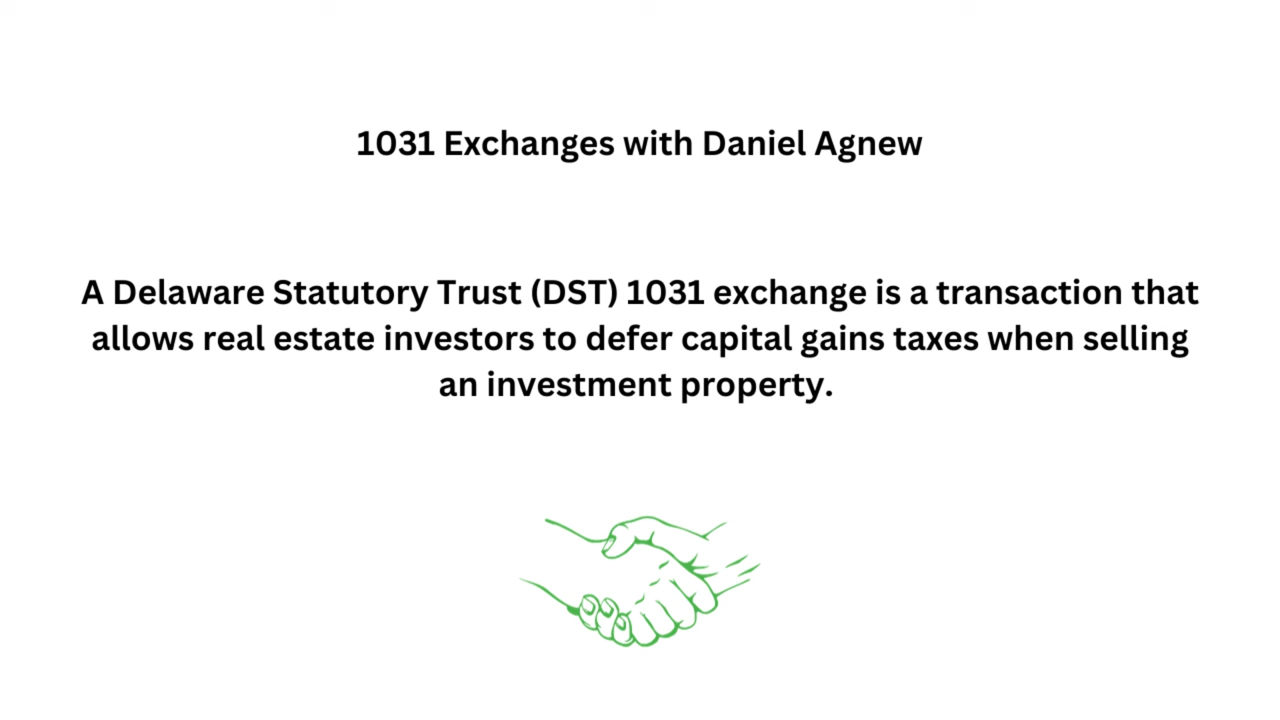 1031 Exchanges with Daniel Agnew
A Delaware Statutory Trust (DST) 1031 exchange is a transaction that
allows real estate investors to defer capital gains taxes when selling
an investment property.